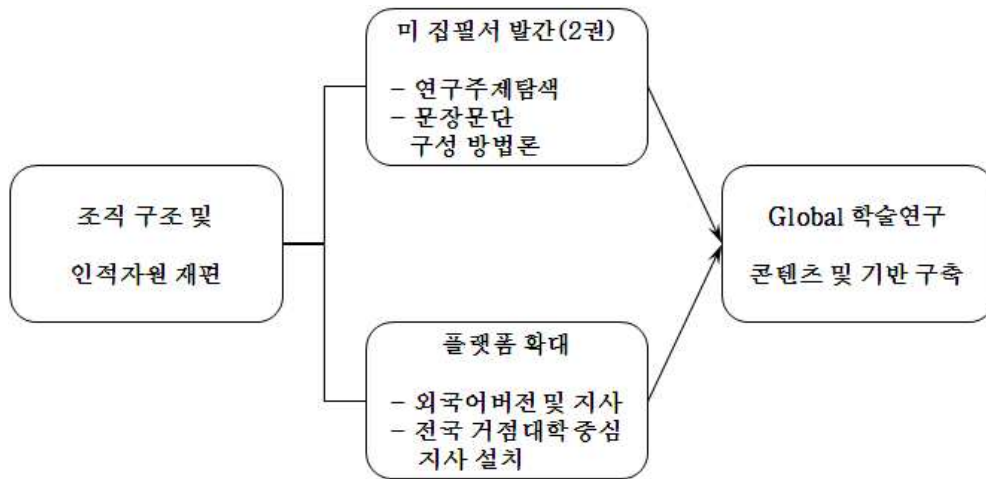 미 집필서 발간(2권)
- 연구주제탐색
- 문장문단
구성 방법론
조직 구조 및
인적자원 재편
Global 학술연구
콘텐츠 및 기반 구축
플랫폼 확대
- 외국어버전 및 지사
- 전국 거점대학 중심
지사 설치